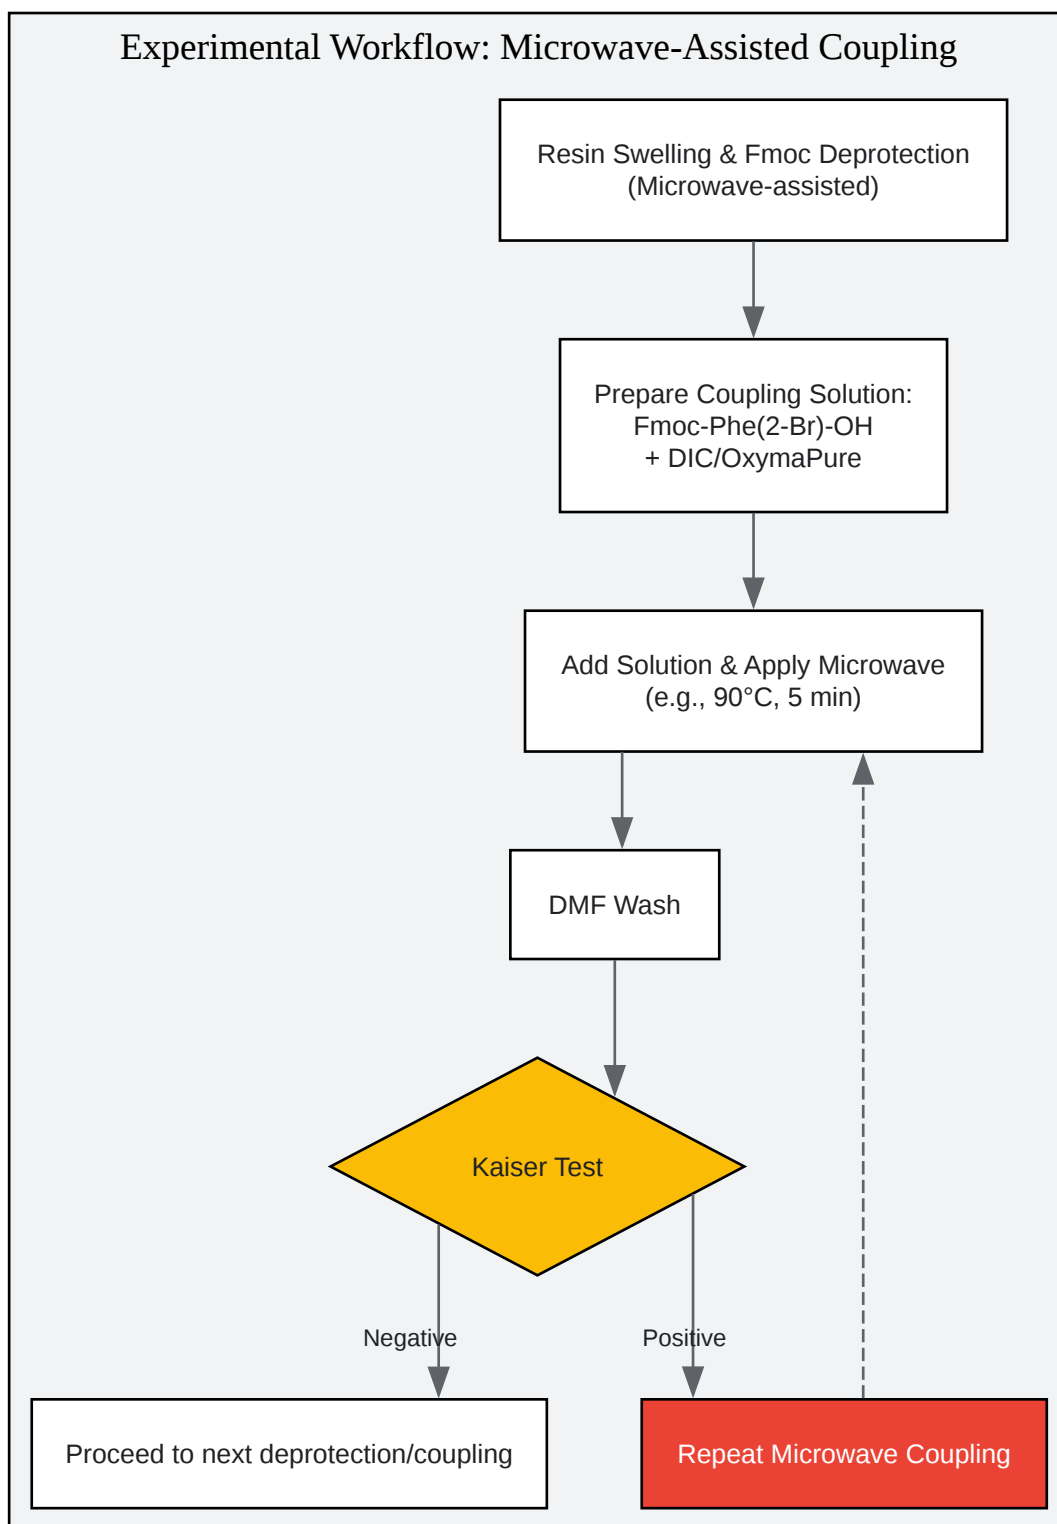 Experimental Workflow: Microwave-Assisted Coupling
Resin Swelling & Fmoc Deprotection
(Microwave-assisted)
Prepare Coupling Solution:
Fmoc-Phe(2-Br)-OH
+ DIC/OxymaPure
Add Solution & Apply Microwave
(e.g., 90°C, 5 min)
DMF Wash
Kaiser Test
Negative
Positive
Proceed to next deprotection/coupling
Repeat Microwave Coupling